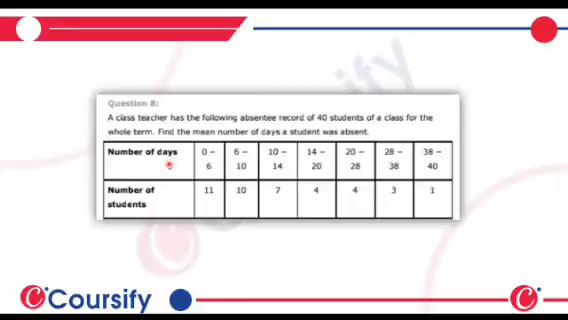 Question 8:
A class teacher has the following absentee record of 40 students of a class for the
whole term. Find the mean number of days a student was absent.
Number of days 0 – 6 – 10 – 14 – 20 – 28 – 38 –
6 10 14 20 28 38 40
Number of 11 10 7 4 4 3 1
students
Coursify